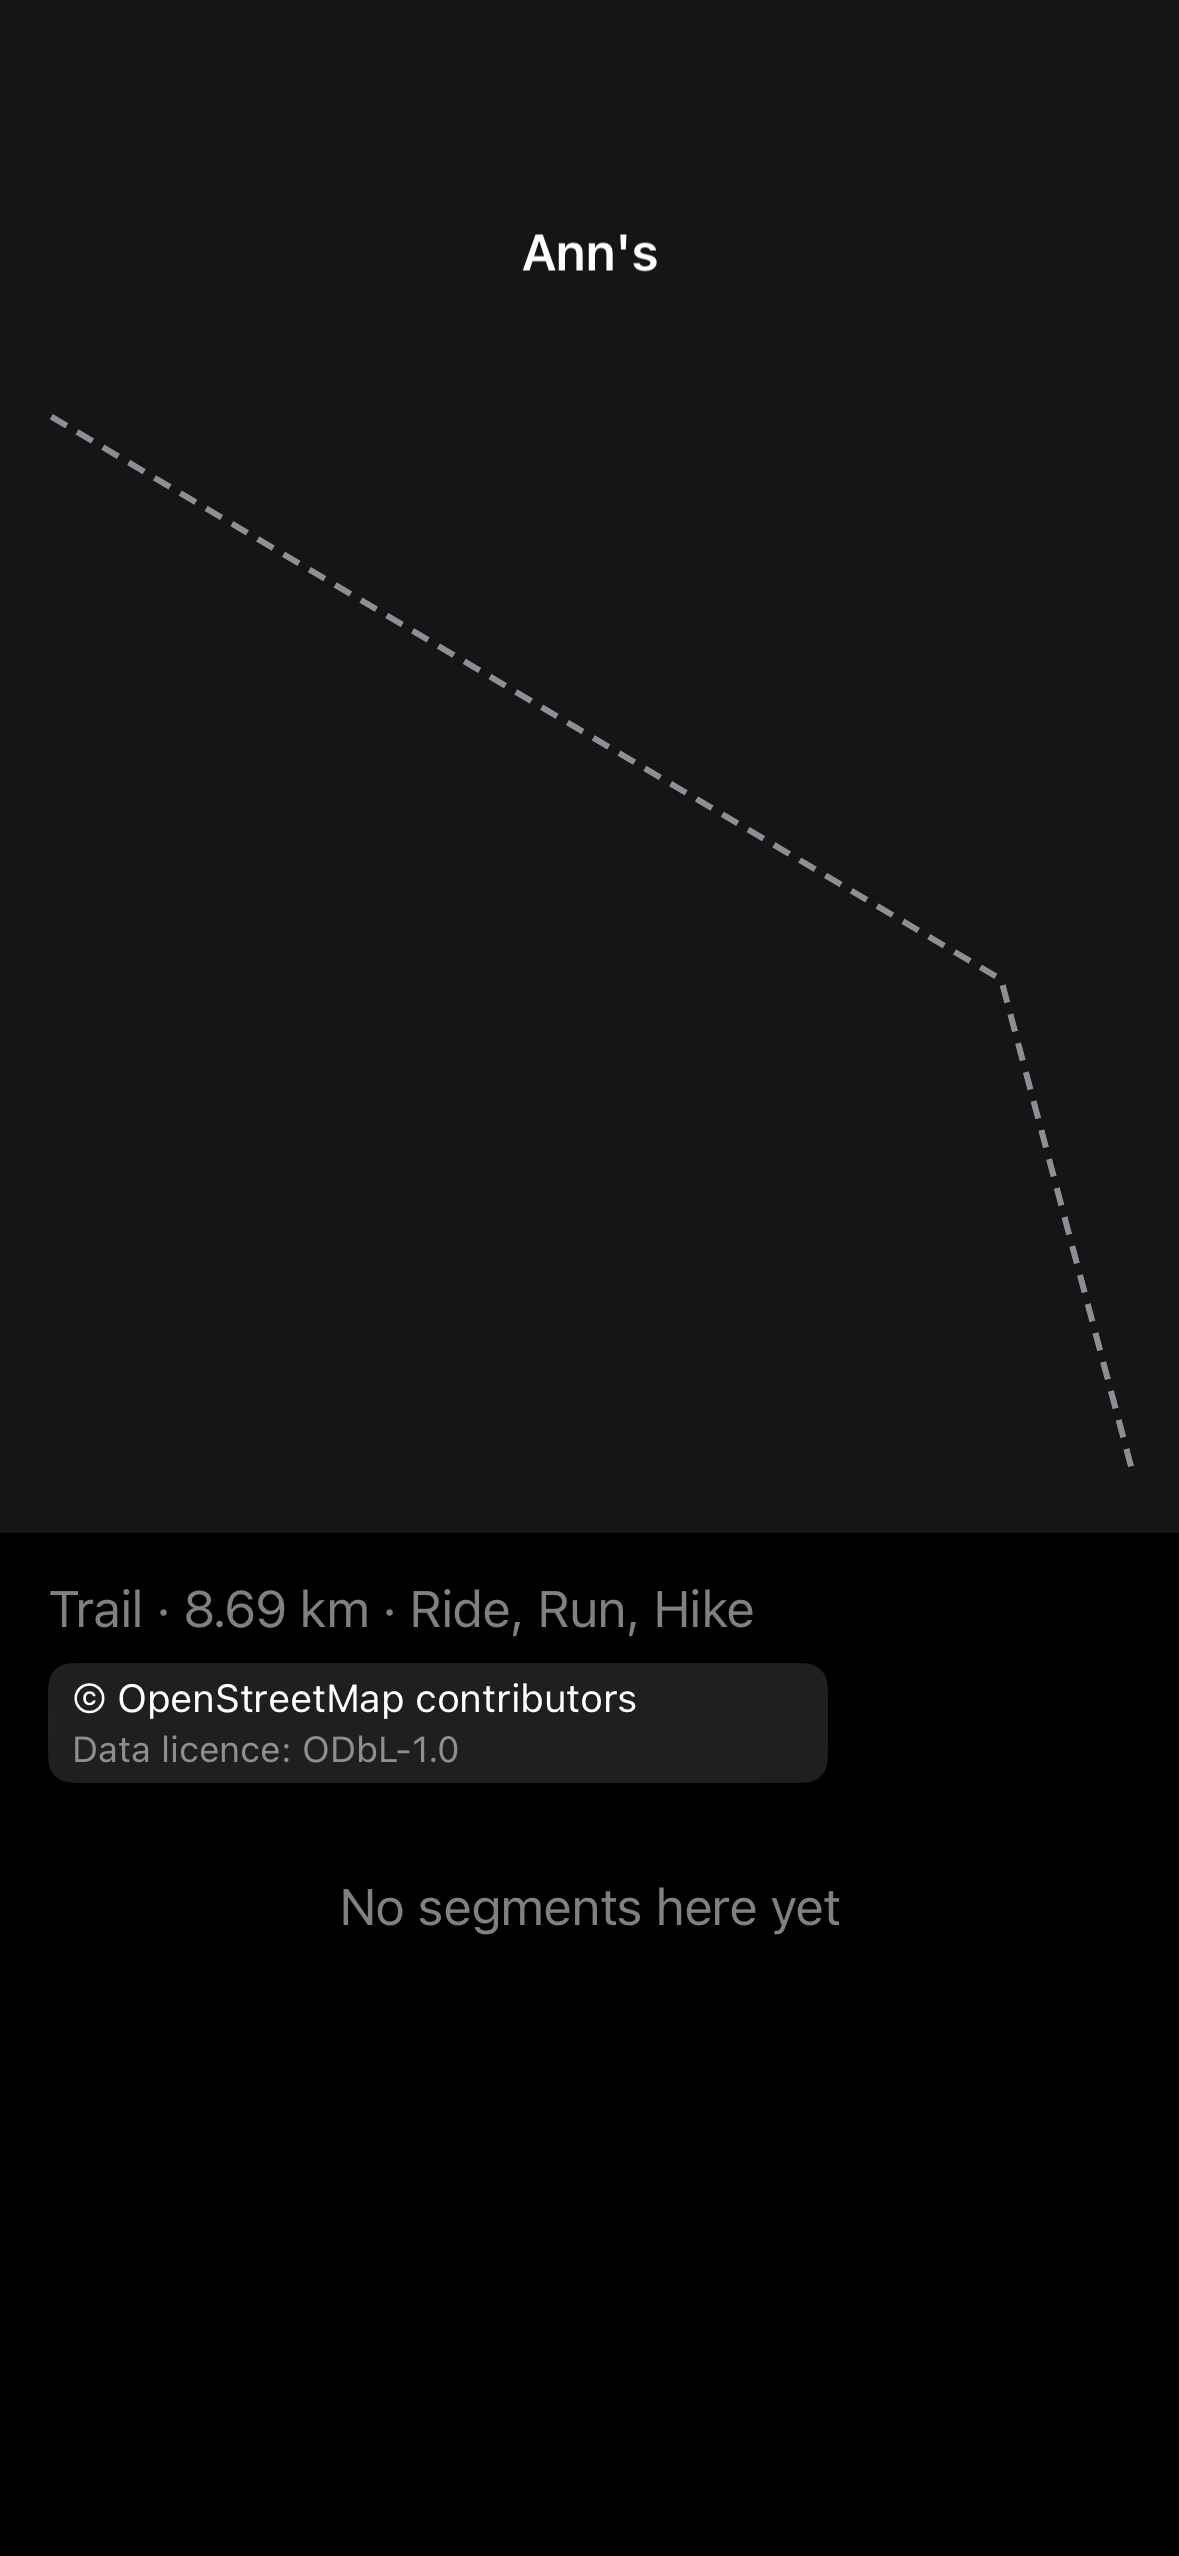 Ann's
Trail · 8.69 km · Ride, Run, Hike
© OpenStreetMap contributors
Data licence: ODbL-1.0
No segments here yet